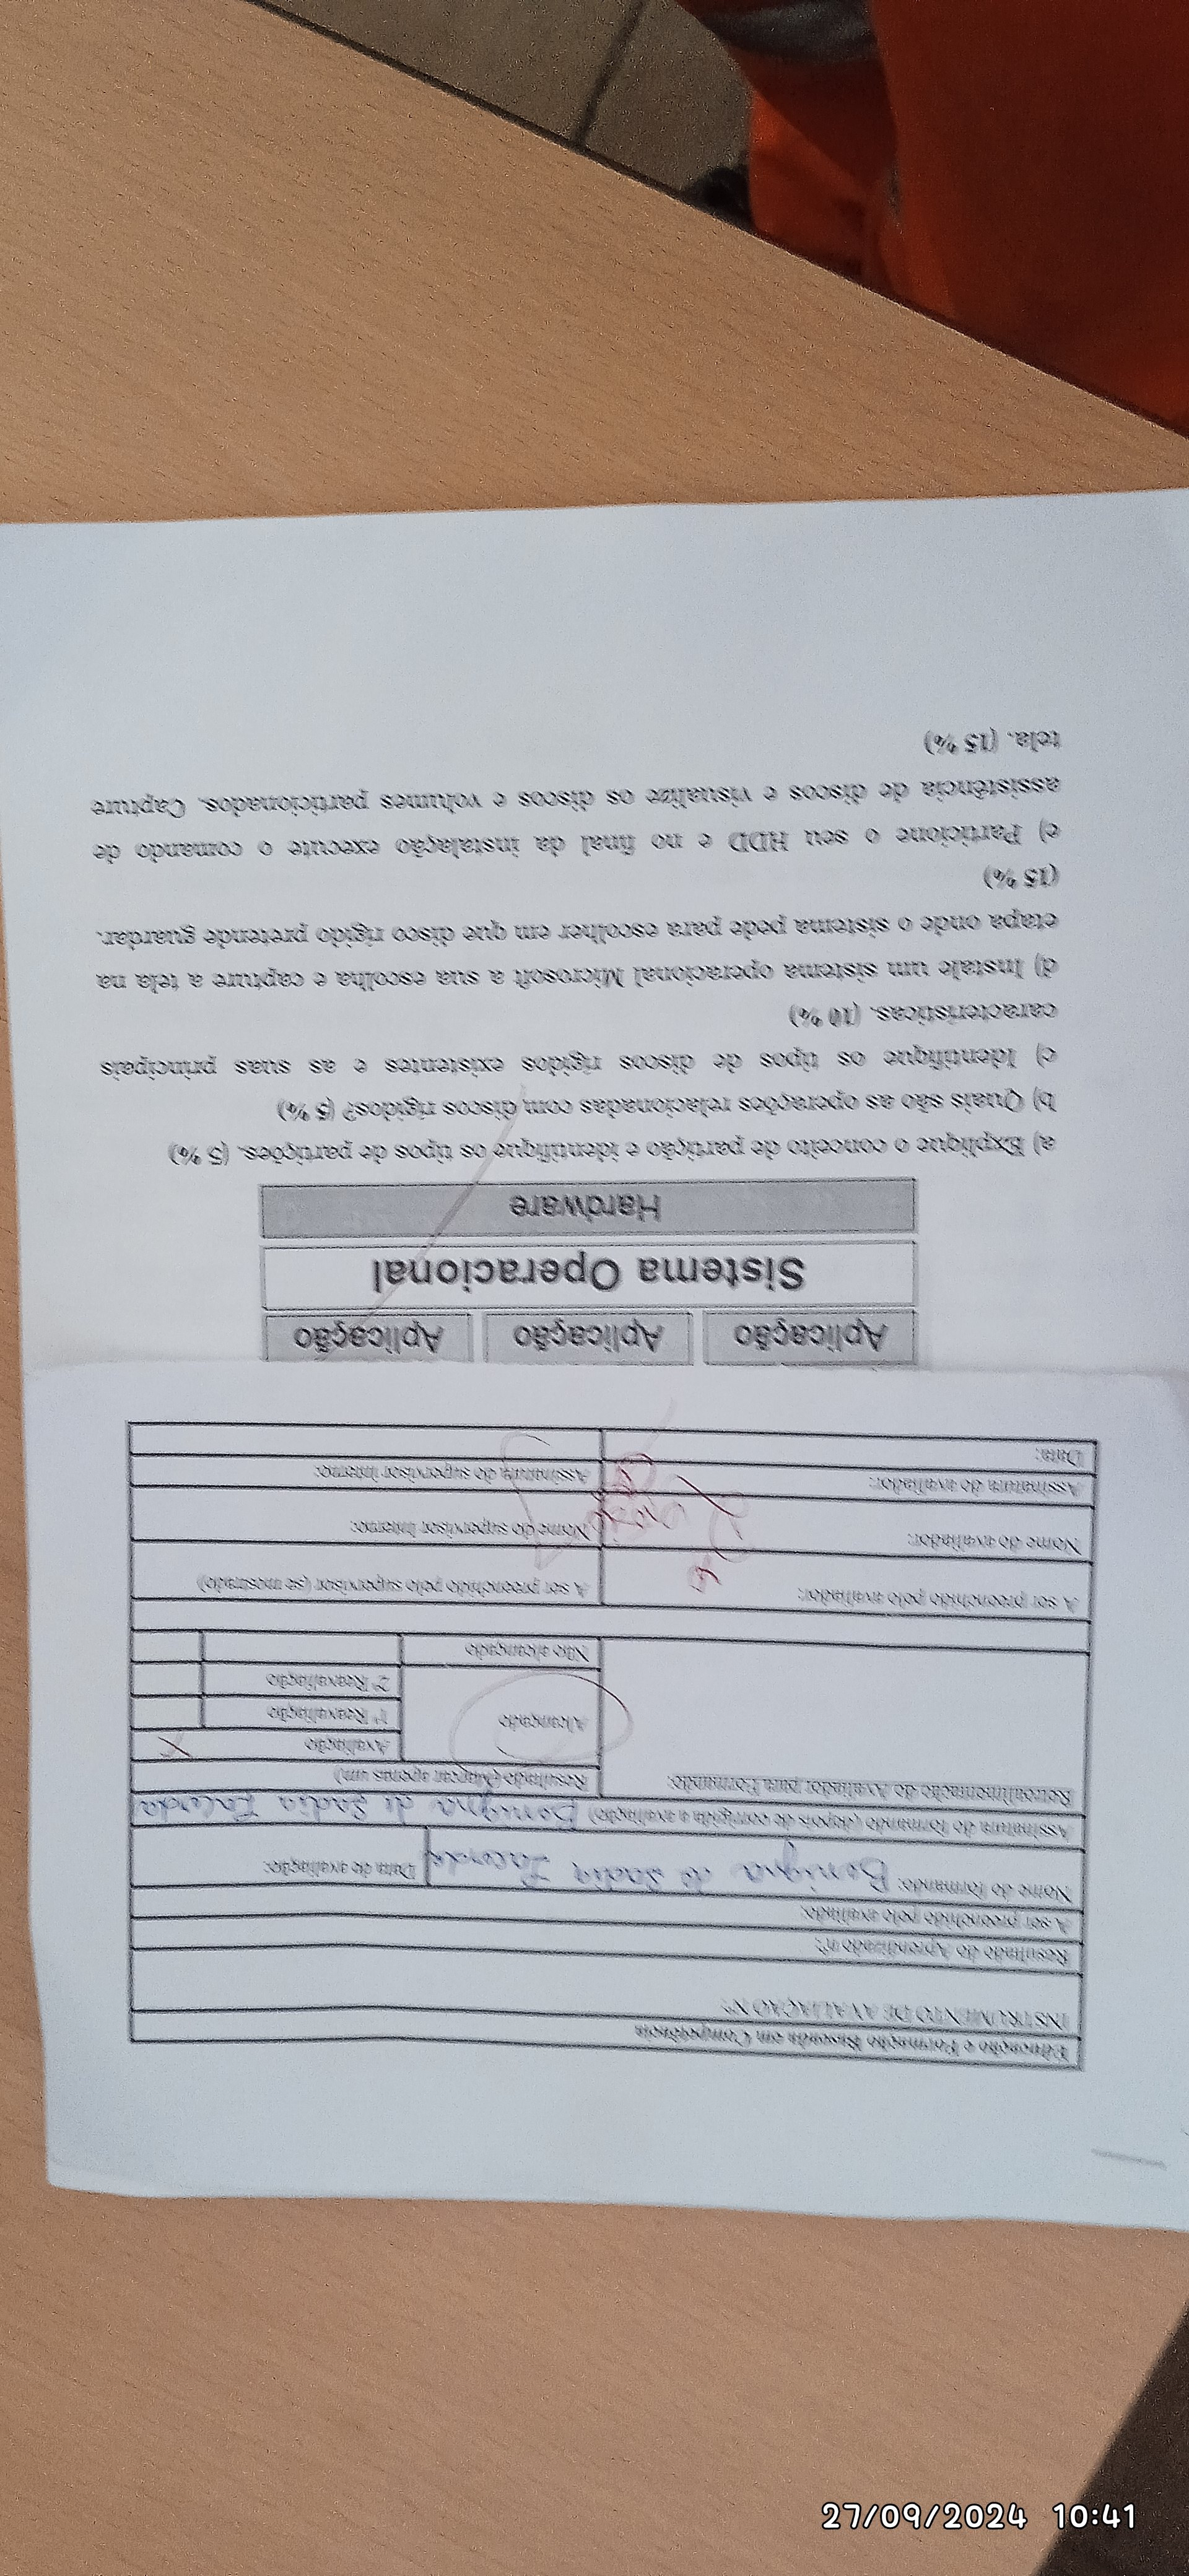 Educação e Formação Baseada em Competência
INSTRUMENTO DE AVALIAÇÃO Nº:
Resultado de Aprendizado nº:
A ser preenchido pelo avaliado:
Nome do formando: Benigna de Sadia Lacerda Data da avaliação:
Assinatura do formando (depois de corrigida a avaliação) Benigna de Sadia Lacerda
Retroalimentação do Avaliador para Formando: Resultado (Marcar apenas um)
Alcançado Avaliação X
1ª Reavaliação
2ª Reavaliação
Não alcançado
A ser preenchido pelo avaliador: A ser preenchido pelo supervisor (se mostrado)
Nome do avaliador: Nome do supervisor interno:
Assinatura do avaliador: Assinatura do supervisor interno:
Data:
Aplicação Aplicação Aplicação
Sistema Operacional
Hardware
a) Explique o conceito de partição e identifique os tipos de partições. (5 %)
b) Quais são as operações relacionadas com discos rígidos? (5 %)
c) Identifique os tipos de discos rígidos existentes e as suas principais
características. (10 %)
d) Instale um sistema operacional Microsoft a sua escolha e capture a tela na
etapa onde o sistema pede para escolher em que disco rígido pretende guardar.
(15 %)
e) Particione o seu HDD e no final da instalação execute o comando de
assistência de discos e visualize os discos e volumes particionados. Capture
tela. (15 %)
27/09/2024 10:41